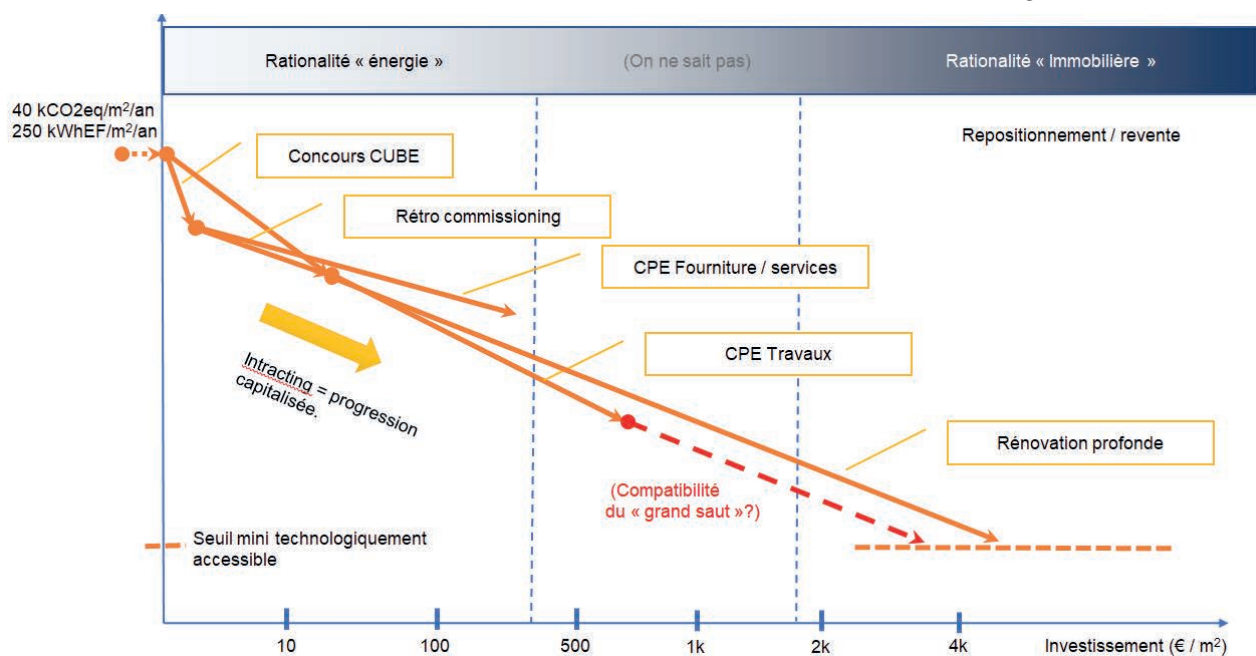 Rationalité « énergie »
(On ne sait pas)
Rationalité « Immobilière »
40 kCO2eq/m²/an
250 kWhEF/m²/an
Repositionnement / revente
Concours CUBE
Rétro commissioning
CPE Fourniture / services
CPE Travaux
Intracting = progression
capitalisée.
Rénovation profonde
(Compatibilité
du « grand saut »?)
Seuil mini technologiquement
accessible
10
100
500
1k
2k
4k
Investissement (€ / m²)